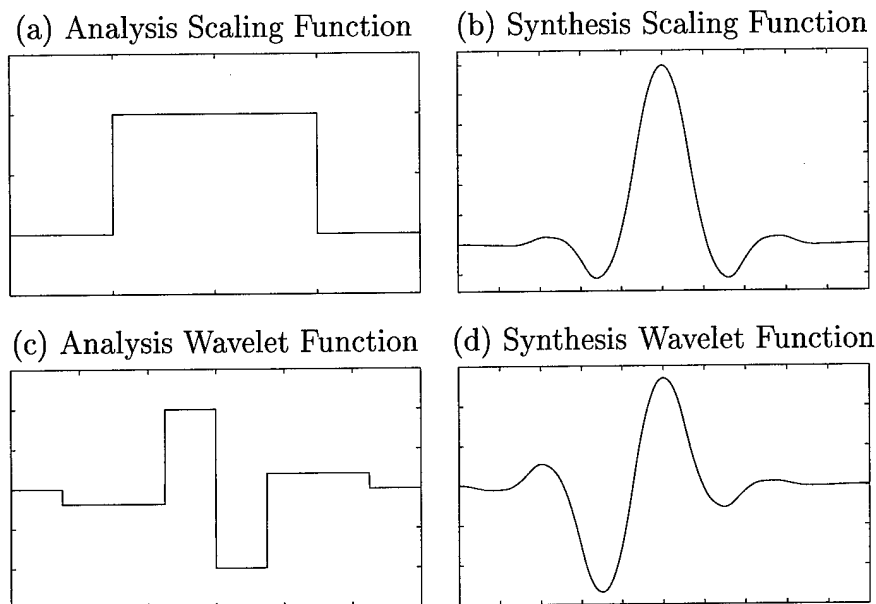 (a) Analysis Scaling Function
(b) Synthesis Scaling Function
(c) Analysis Wavelet Function
(d) Synthesis Wavelet Function